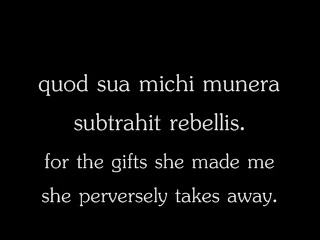 quod sua michi munera
subtrahit rebellis.
for the gifts she made me
she perversely takes away.